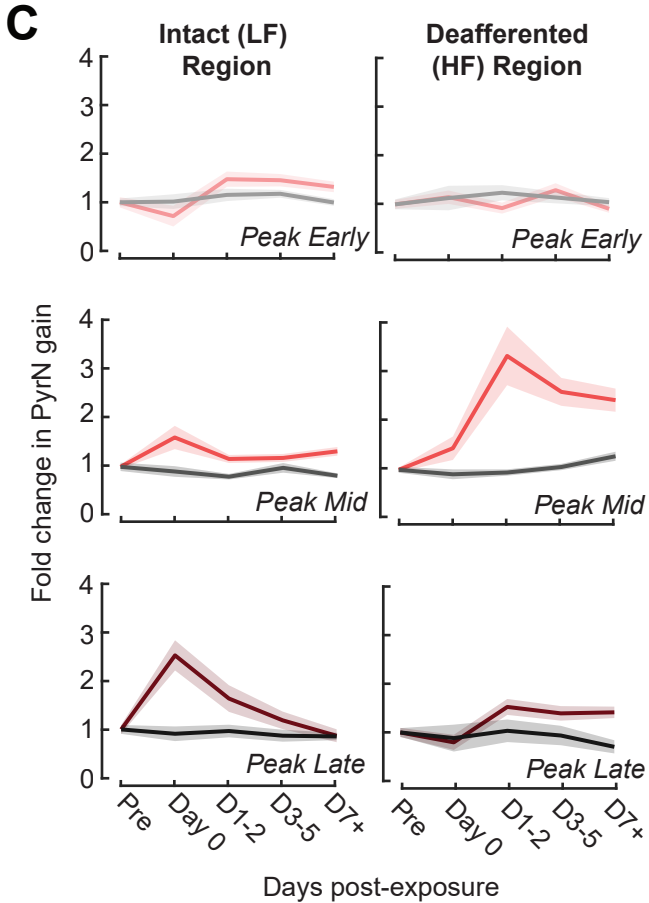 C
Intact (LF)
Region
Deafferented
(HF) Region
Fold change in PyrN gain
4
3
2
1
0
Peak Early
Peak Early
4
3
2
1
0
Peak Mid
Peak Mid
4
3
2
1
0
Peak Late
Peak Late
Pre
Day 0
D1-2
D3-5
D7+
Pre
Day 0
D1-2
D3-5
D7+
Days post-exposure